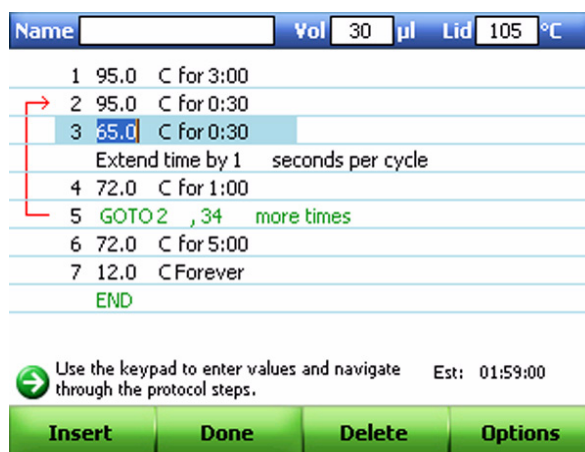 Name Vol 30 µl Lid 105 °C
1 95.0 C for 3:00
2 95.0 C for 0:30
3 65.0 C for 0:30
Extend time by 1 seconds per cycle
4 72.0 C for 1:00
5 GOTO 2 , 34 more times
6 72.0 C for 5:00
7 12.0 C Forever
END
Use the keypad to enter values and navigate Est: 01:59:00
through the protocol steps.
Insert Done Delete Options